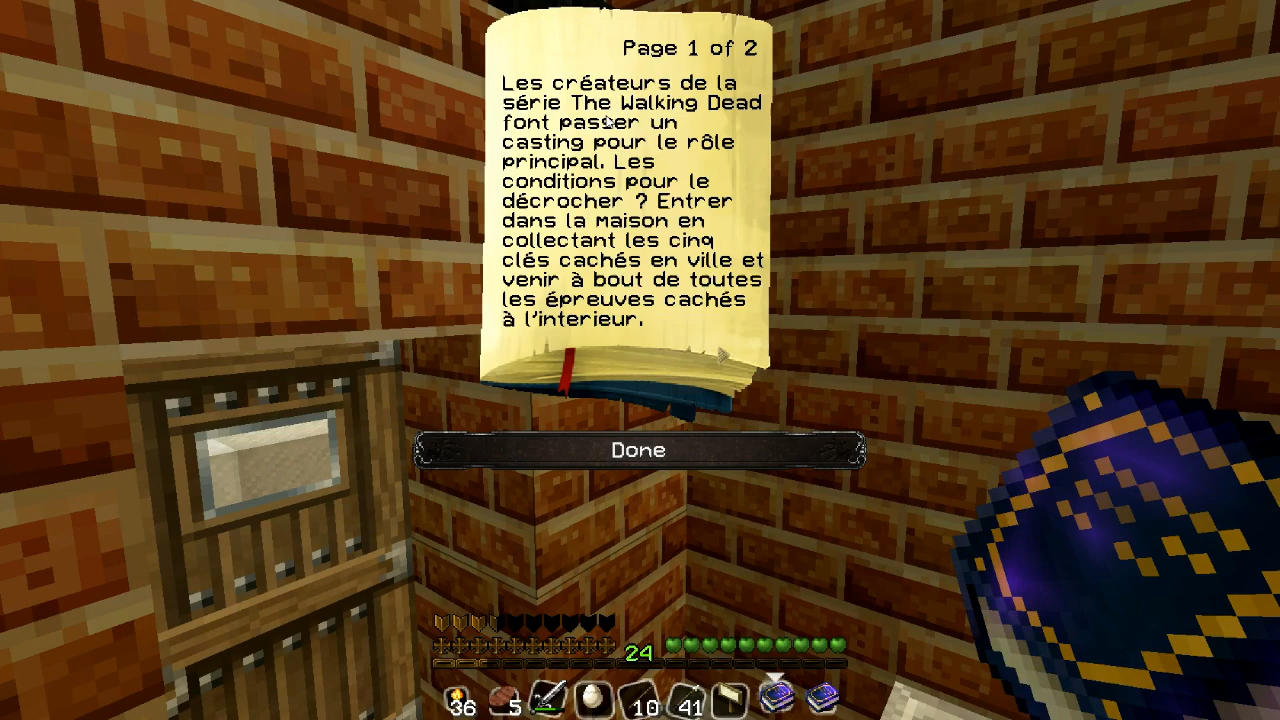 Page 1 of 2
Les créateurs de la
série The Walking Dead
font passer un
casting pour le rôle
principal. Les
conditions pour le
décrocher ? Entrer
dans la maison en
collectant les cinq
clés cachés en ville et
venir à bout de toutes
les épreuves cachés
à l'interieur.
Done
24
36 5 10 41